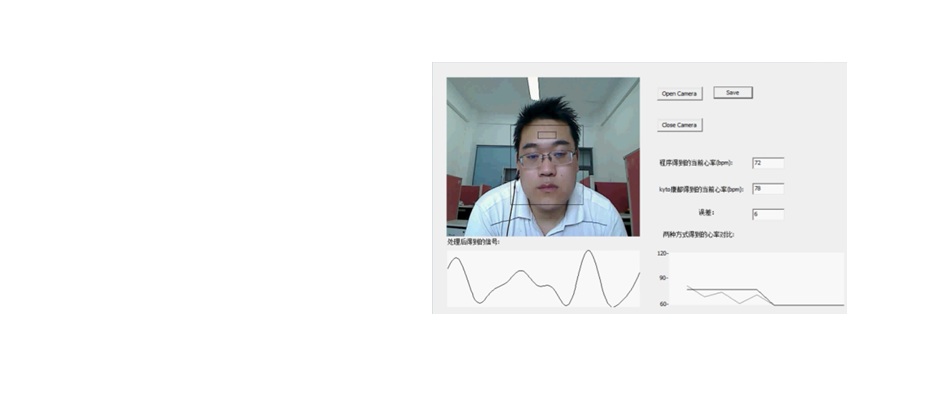 Open Camera
Save
Close Camera
程序得到的当前心率(bpm):
72
kyto腰部得到的当前心率(bpm):
78
误差:
6
处理后得到的信号:
两种方式得到的心率对比:
120-
90-
60-